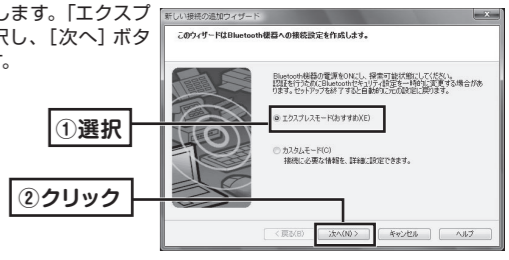 します。「エクスプ
択し、［次へ］ボタ
す。
①選択
②クリック
新しい接続の追加ウィザード
このウィザードはBluetooth機器への接続設定を作成します。
Bluetooth機器の電源をONにし、探索可能状態にしてください。
認証を行うためにBluetoothセキュリティ設定を一時的に変更する場合があ
ります。セットアップを終了すると自動的に元の設定に戻ります。
エクスプレスモード(おすすめ)(E)
カスタムモード(C)
接続に必要な情報を、詳細に設定できます。
< 戻る(B)
次へ(N) >
キャンセル
ヘルプ